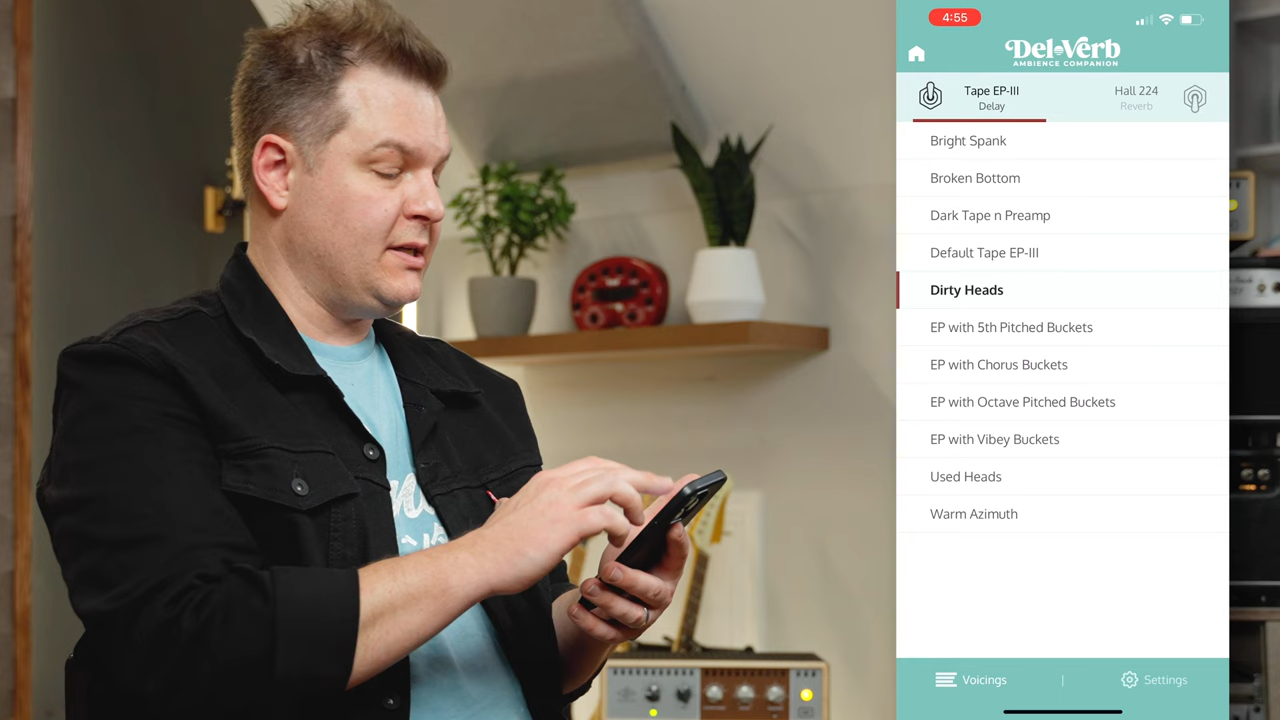 4:55
Del-Verb
AMBIENCE COMPANION
Tape EP-III
Delay
Hall 224
Reverb
Bright Spank
Broken Bottom
Dark Tape n Preamp
Default Tape EP-III
Dirty Heads
EP with 5th Pitched Buckets
EP with Chorus Buckets
EP with Octave Pitched Buckets
EP with Vibey Buckets
Used Heads
Warm Azimuth
Voicings
Settings